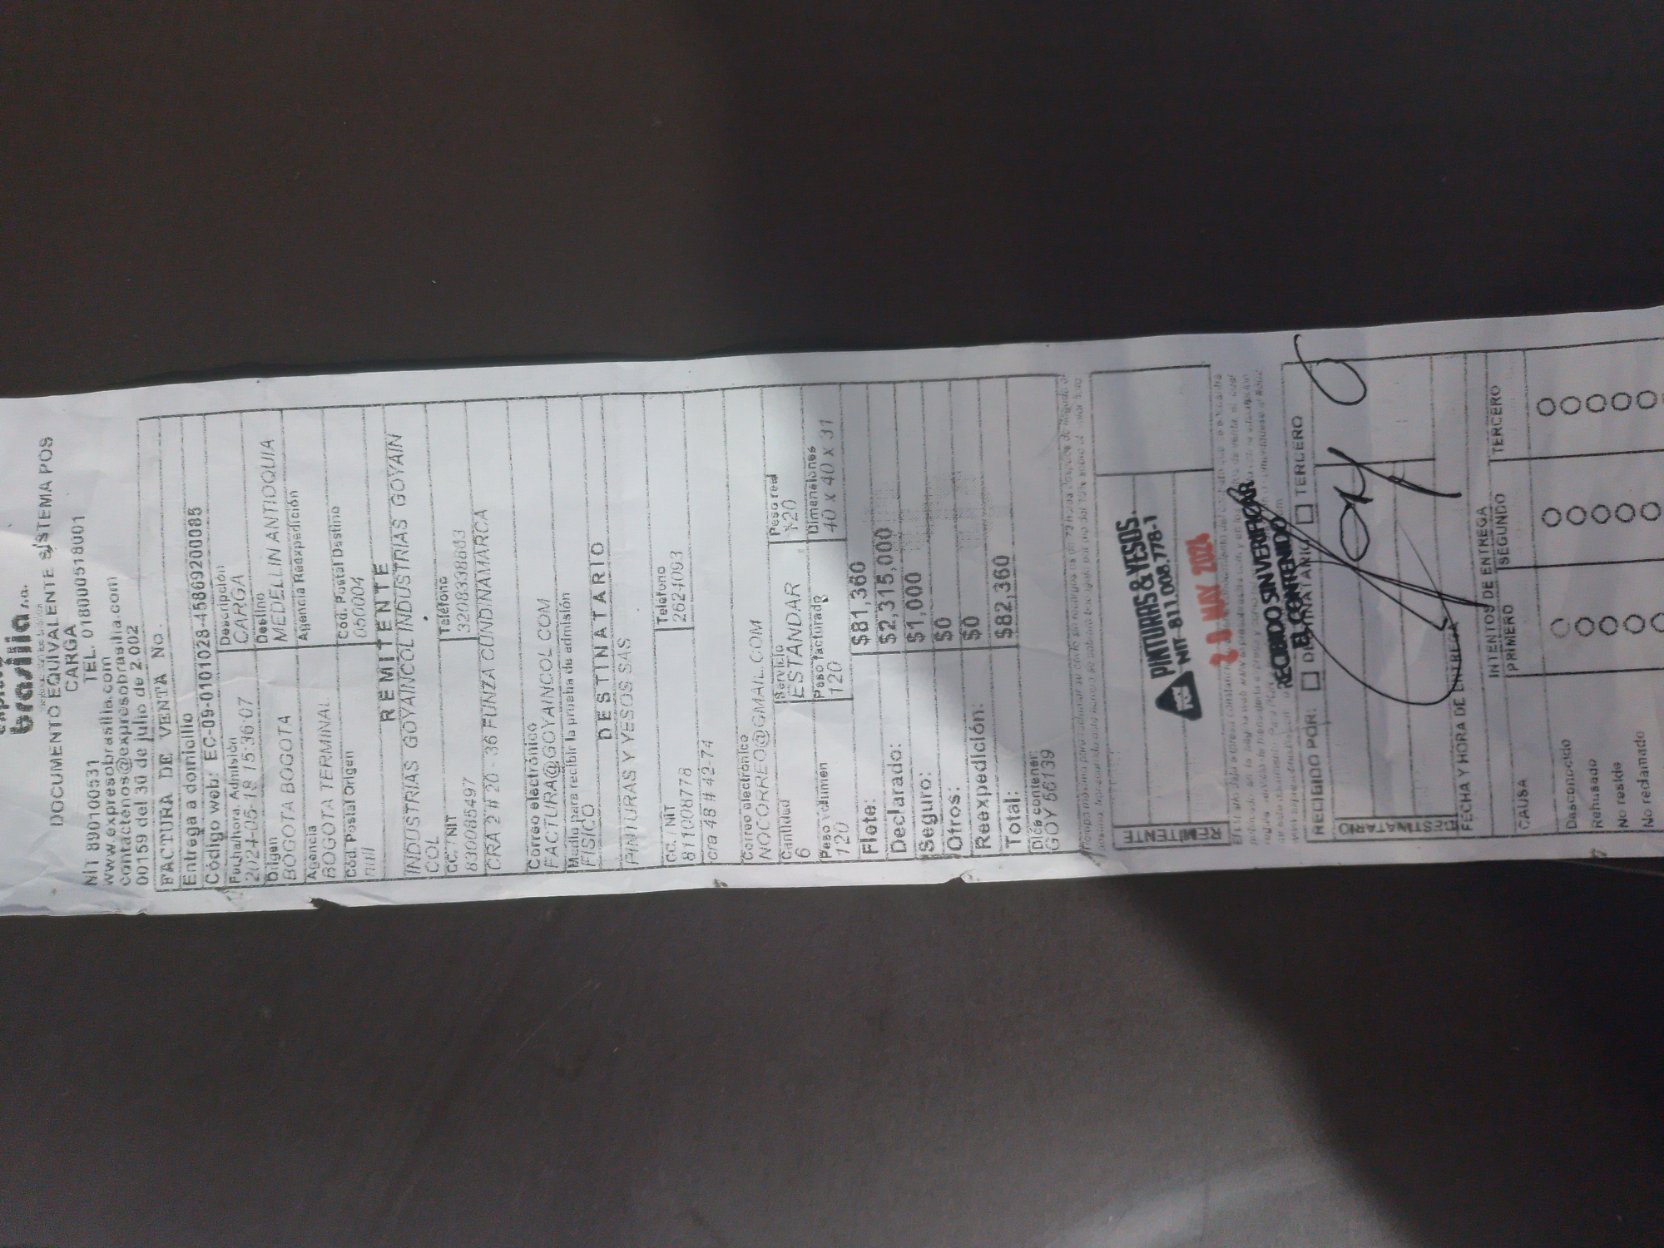 brasilia s.a.
DOCUMENTO EQUIVALENTE SISTEMA POS
CARGA
NIT 890100531 TEL. 018000518001
www.expresobrasilia.com
contactenos@expresobrasilia.com
00159 del 30 de julio de 2.002
FACTURA DE VENTA No.
Entrega a domicilio
Código web: EC-09-0101028-4586920008
Fecha/hora Admisión Descripción
2024-05-18 15:36:07 CARGA
Origen Destino
BOGOTA BOGOTA MEDELLIN ANTIOQUIA
Agencia Agencia Reexpedición
BOGOTA TERMINAL
Cód. Postal Origen Cód. Postal Destino
null 050004
REMITENTE
INDUSTRIAS GOYAINCOL INDUSTRIAS GOYAIN
COL
CC. NIT Teléfono
830085497 3208338883
CRA 2 # 20 - 36 FUNZA CUNDINAMARCA
Correo electrónico
FACTURA@GOYAINCOL.COM
Medio para recibir la prueba de admisión
FISICO
DESTINATARIO
PINTURAS Y YESOS SAS
CC. NIT Teléfono
811008778 2621093
cra 48 # 42-74
Correo electrónico
NOCORREO@GMAIL.COM
Cantidad Servicio Peso real
6 ESTANDAR 120
Peso volumen Peso facturado Dimensiones
120 120 40 x 40 x 31
Flete: $81,360
Declarado: $2,315,000
Seguro: $1,000
Otros: $0
Reexpedición: $0
Total: $82,360
Dice contener:
GOY 56139
REMITENTE
PINTURAS & YESOS.
NIT-811.008.778-1
MAY 2024
RECIBIDO SIN VERIFICAR
EL CONTENIDO
RECIBIDO POR: DESTINATARIO TERCERO
DESTINATARIO
FECHA Y HORA DE ENTREGA
INTENTOS DE ENTREGA
CAUSA PRIMERO SEGUNDO TERCERO
Desconocido
Rehusado
No reside
No reclamado